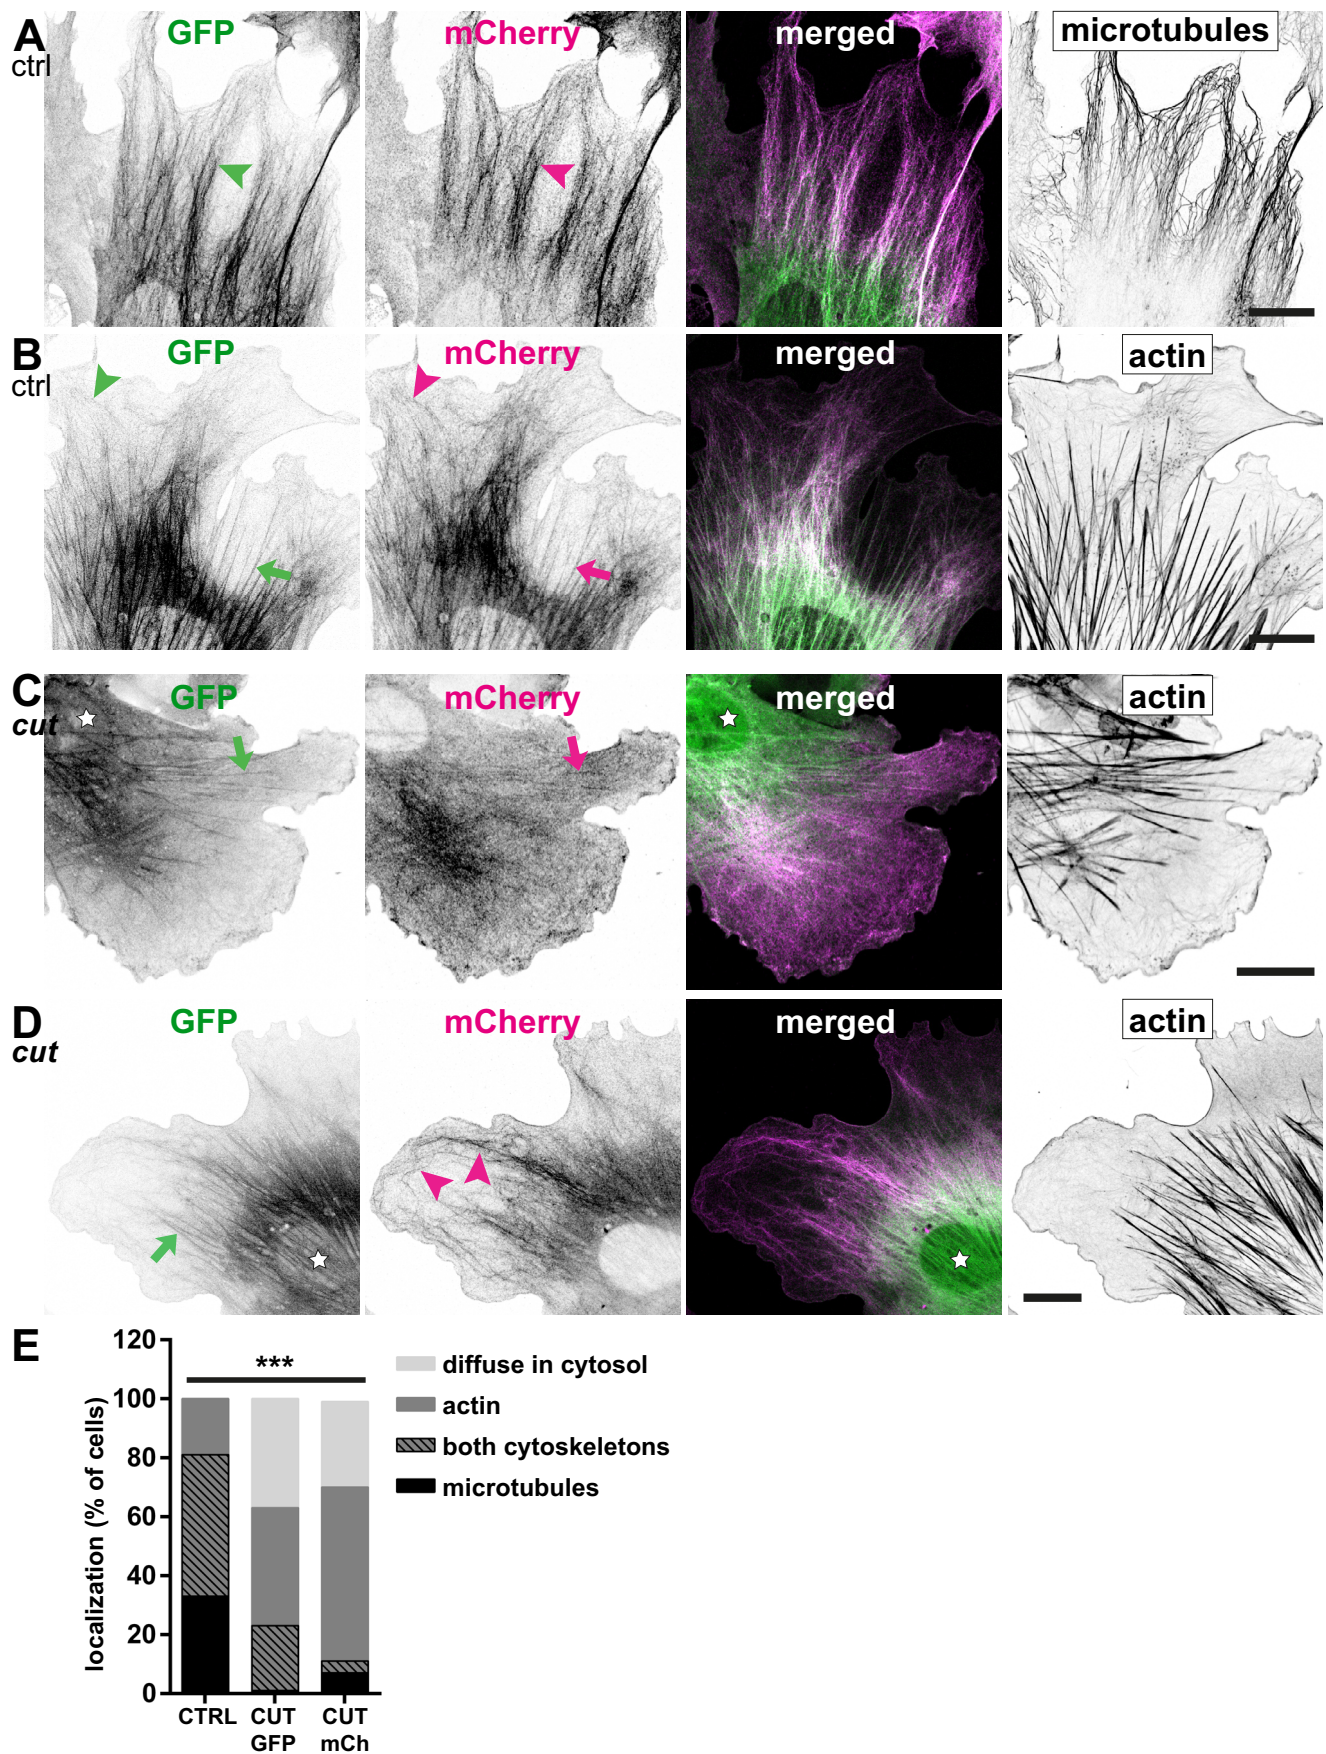 A
ctrl
GFP
mCherry
merged
microtubules
B
ctrl
GFP
mCherry
merged
actin
C
cut
GFP
mCherry
merged
actin
D
cut
GFP
mCherry
merged
actin
E
localization (% of cells)
120
100
80
60
40
20
0
***
CTRL
CUT
GFP
CUT
mCh
diffuse in cytosol
actin
both cytoskeletons
microtubules